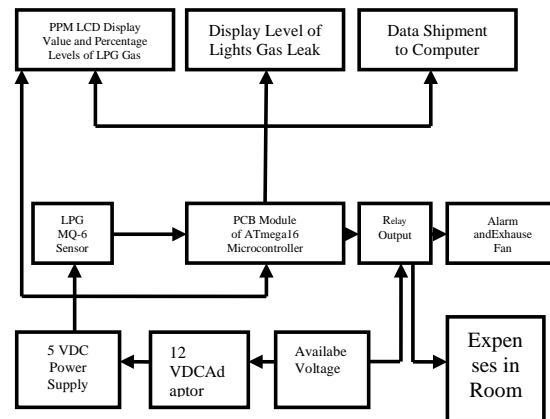 PPM LCD Display
Value and Percentage
Levels of LPG Gas
Display Level of
Lights Gas Leak
Data Shipment
to Computer
LPG
MQ-6
Sensor
PCB Module
of ATmega16
Microcontroller
Relay
Output
Alarm
andExhause
Fan
5 VDC
Power
Supply
12
VDCAd
aptor
Availabe
Voltage
Expen
ses in
Room